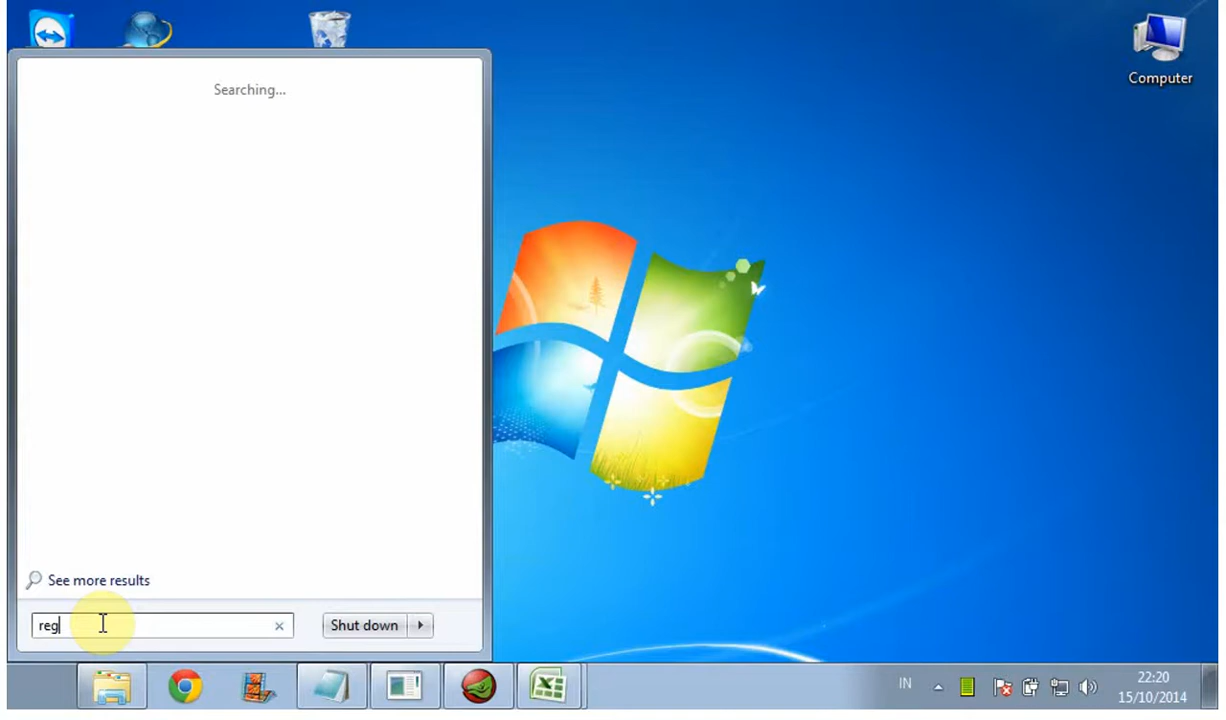 Computer
Searching...
See more results
reg
Shut down
IN
22:20
15/10/2014